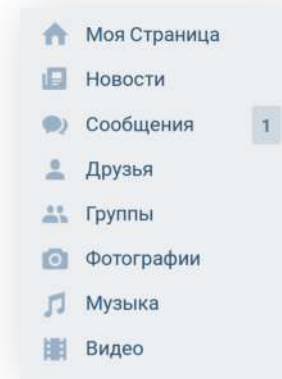 Моя Страница
Новости
Сообщения 1
Друзья
Группы
Фотографии
Музыка
Видео